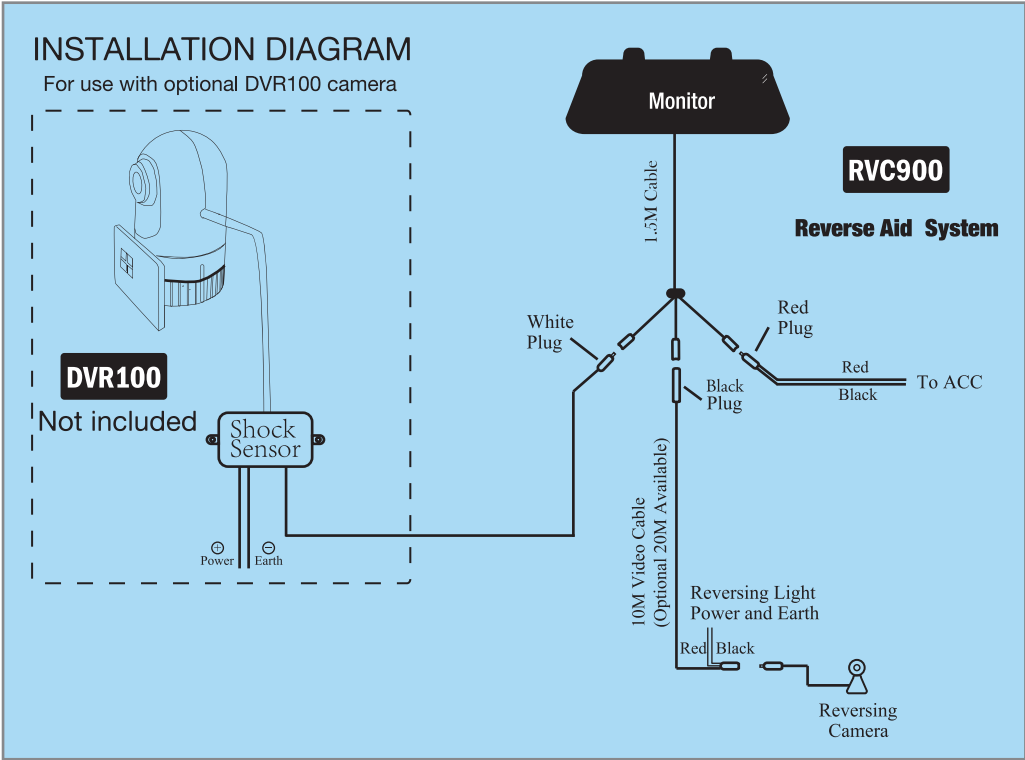 INSTALLATION DIAGRAM
For use with optional DVR100 camera
Monitor
RVC900
Reverse Aid System
1.5M Cable
White
Plug
Red
Plug
Black
Plug
Red
Black
To ACC
DVR100
Not included
Shock
Sensor
+
Power
−
Earth
10M Video Cable
(Optional 20M Available)
Reversing Light
Power and Earth
Red
Black
Reversing
Camera